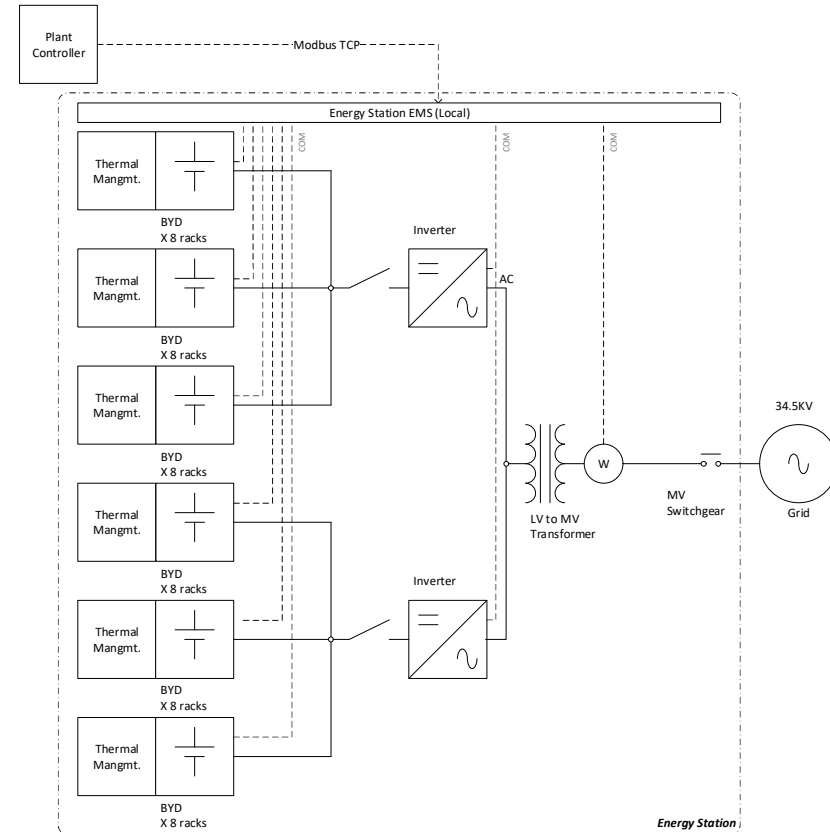 Plant
Controller
Modbus TCP
Energy Station EMS (Local)
COM
COM
COM
Thermal
Mangmt.
BYD
X 8 racks
Thermal
Mangmt.
BYD
X 8 racks
Inverter
AC
Thermal
Mangmt.
BYD
X 8 racks
34.5KV
W
Grid
MV
Switchgear
LV to MV
Transformer
Thermal
Mangmt.
BYD
X 8 racks
Inverter
Thermal
Mangmt.
BYD
X 8 racks
Thermal
Mangmt.
BYD
X 8 racks
Energy Station